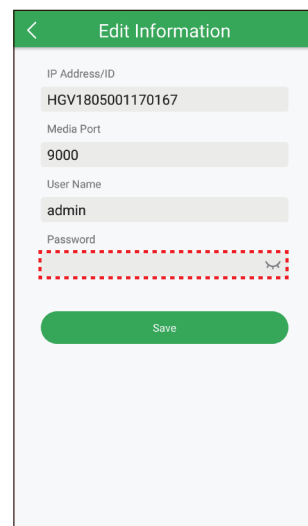 Edit Information
IP Address/ID
HGV1805001170167
Media Port
9000
User Name
admin
Password
Save